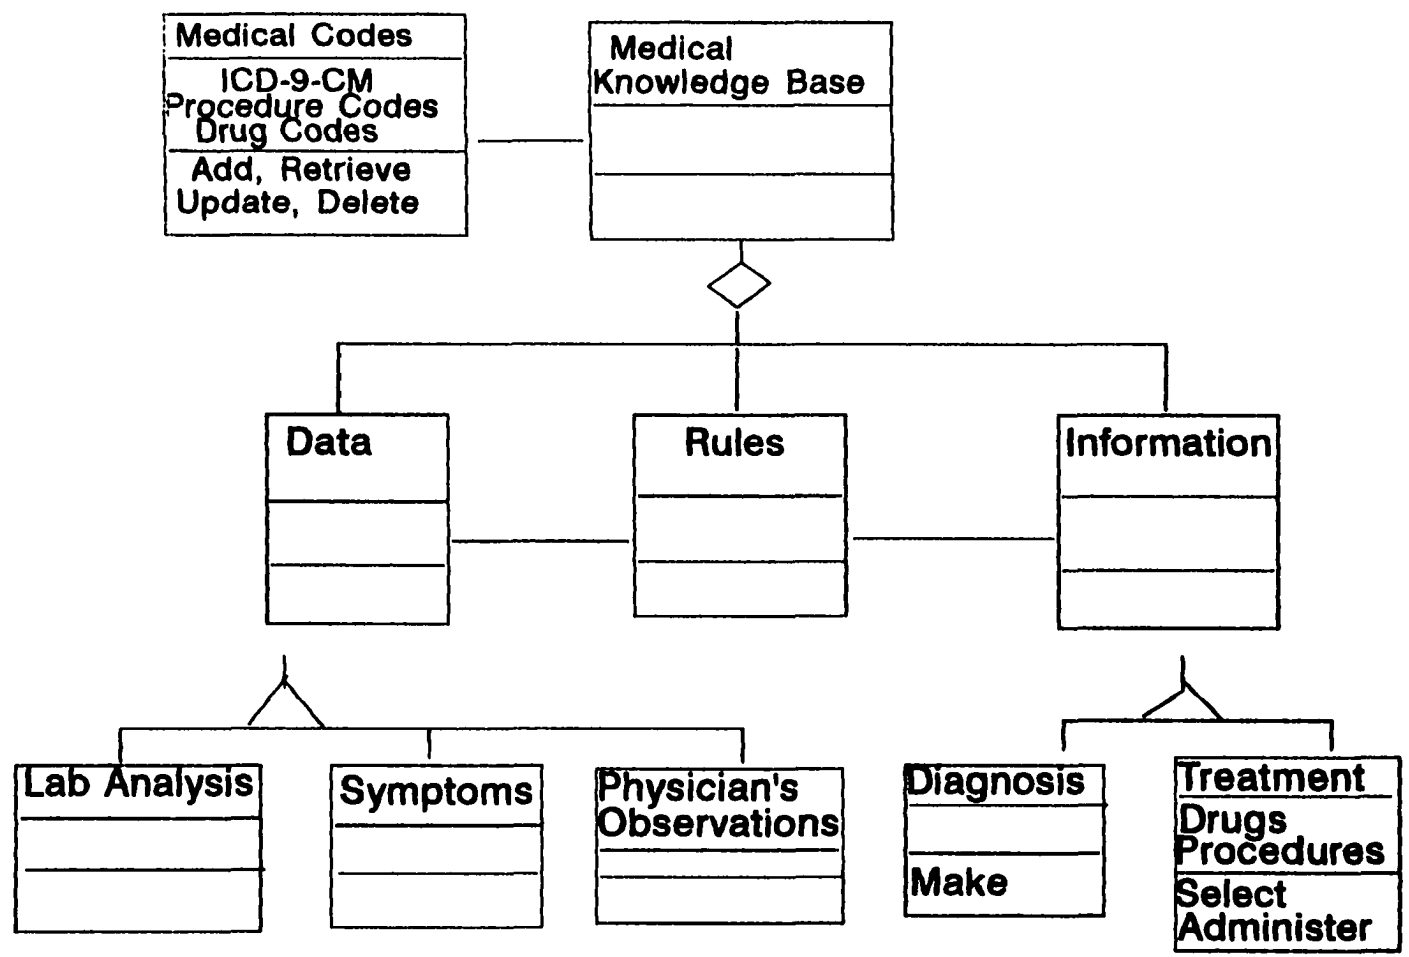 Medical Codes
ICD-9-CM
Procedure Codes
Drug Codes
Add, Retrieve
Update, Delete
Medical
Knowledge Base
Data
Rules
Information
Lab Analysis
Symptoms
Physician's
Observations
Diagnosis
Make
Treatment
Drugs
Procedures
Select
Administer